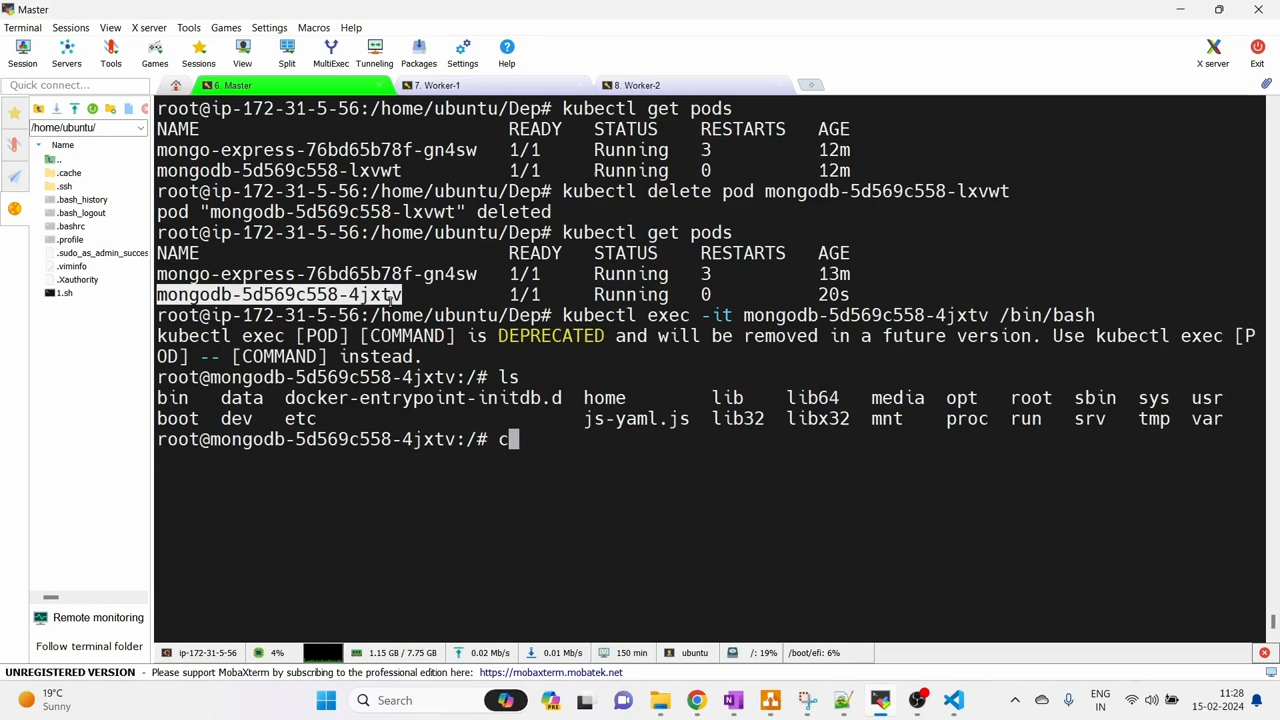 Master
Terminal Sessions View X server Tools Games Settings Macros Help
Session Servers Tools Games Sessions View Split MultiExec Tunneling Packages Settings Help X server Exit
Quick connect... 6. Master 7. Worker-1 8. Worker-2
/home/ubuntu/
Name
..
.cache
.ssh
.bash_history
.bash_logout
.bashrc
.profile
.sudo_as_admin_succes
.viminfo
.Xauthority
1.sh
root@ip-172-31-5-56:/home/ubuntu/Dep# kubectl get pods
NAME READY STATUS RESTARTS AGE
mongo-express-76bd65b78f-gn4sw 1/1 Running 3 12m
mongodb-5d569c558-lxvwt 1/1 Running 0 12m
root@ip-172-31-5-56:/home/ubuntu/Dep# kubectl delete pod mongodb-5d569c558-lxvwt
pod "mongodb-5d569c558-lxvwt" deleted
root@ip-172-31-5-56:/home/ubuntu/Dep# kubectl get pods
NAME READY STATUS RESTARTS AGE
mongo-express-76bd65b78f-gn4sw 1/1 Running 3 13m
mongodb-5d569c558-4jxtv 1/1 Running 0 20s
root@ip-172-31-5-56:/home/ubuntu/Dep# kubectl exec -it mongodb-5d569c558-4jxtv /bin/bash
kubectl exec [POD] [COMMAND] is DEPRECATED and will be removed in a future version. Use kubectl exec [P
OD] -- [COMMAND] instead.
root@mongodb-5d569c558-4jxtv:/# ls
bin data docker-entrypoint-initdb.d home lib lib64 media opt root sbin sys usr
boot dev etc js-yaml.js lib32 libx32 mnt proc run srv tmp var
root@mongodb-5d569c558-4jxtv:/# c
Remote monitoring
Follow terminal folder
ip-172-31-5-56 4% 1.15 GB / 7.75 GB 0.02 Mb/s 0.01 Mb/s 150 min ubuntu /: 19% /boot/efi: 6%
UNREGISTERED VERSION - Please support MobaXterm by subscribing to the professional edition here: https://mobaxterm.mobatek.net
19°C
Sunny
Search
ENG
IN
11:28
15-02-2024